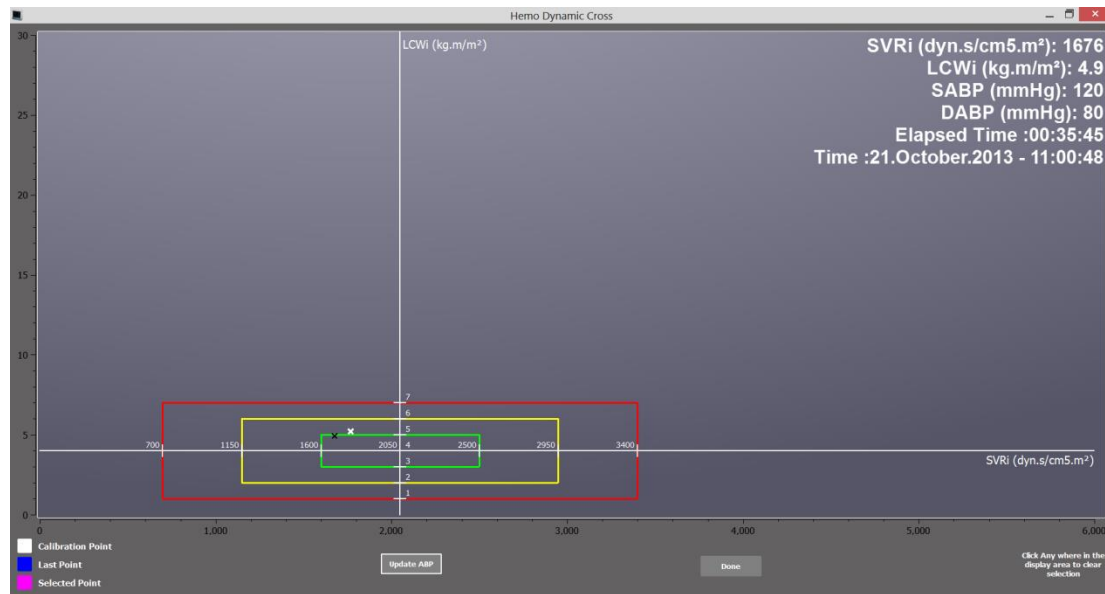 Hemo Dynamic Cross
SVRi (dyn.s/cm5.m²): 1676
LCWi (kg.m/m²): 4.9
SABP (mmHg): 120
DABP (mmHg): 80
Elapsed Time :00:35:45
Time :21.October.2013 - 11:00:48
LCWi (kg.m/m²)
30
25
20
15
10
5
0
7
6
5
700 1150 1600 2050 4 2500 2950 3400
3
2
1
SVRi (dyn.s/cm5.m²)
0 1,000 2,000 3,000 4,000 5,000 6,000
Calibration Point
Last Point
Selected Point
Update ABP
Done
Click Any where in the
display area to clear
selection